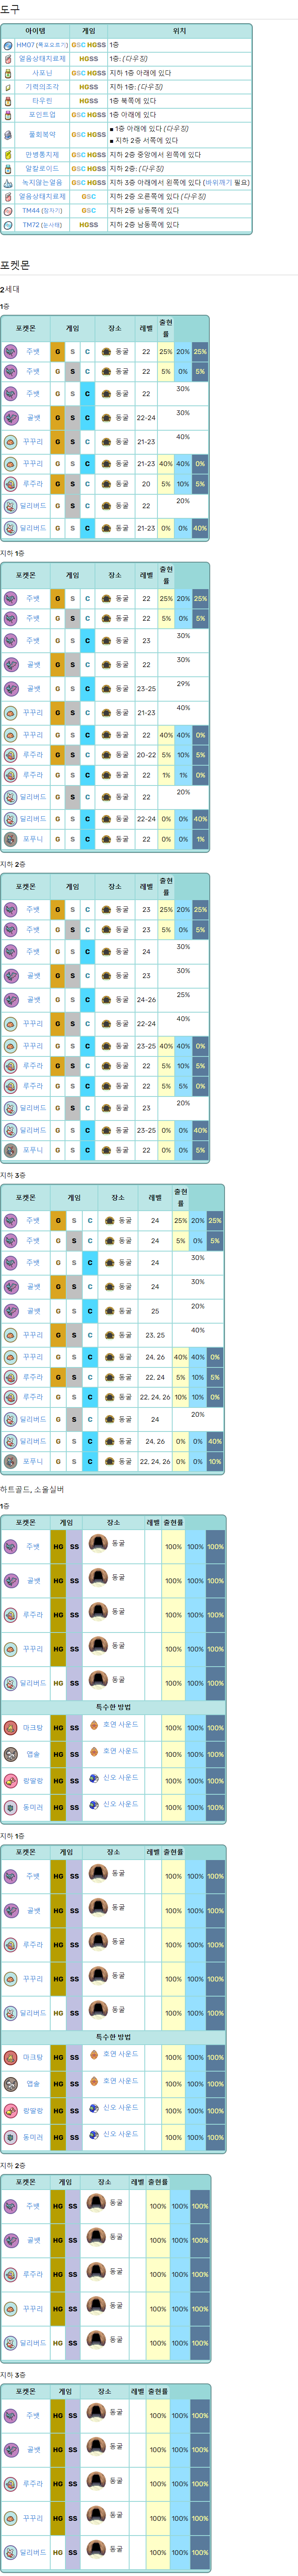 도구
아이템 게임 위치
HM07 (폭포오르기) GSC HGSS 1층
얼음상태치료제 HGSS 1층: (다우징)
사포닌 GSC HGSS 지하 1층 아래에 있다
기력의조각 HGSS 지하 1층: (다우징)
타우린 HGSS 1층 북쪽에 있다
포인트업 GSC HGSS 1층 아래에 있다
물회복약 GSC HGSS ■ 1층 아래에 있다 (다우징)
■ 지하 2층 서쪽에 있다
만병통치제 GSC HGSS 지하 2층 중앙에서 왼쪽에 있다
알칼로이드 GSC HGSS 지하 2층: (다우징)
녹지않는얼음 GSC HGSS 지하 3층 아래에서 왼쪽에 있다 (바위깨기 필요)
얼음상태치료제 GSC 지하 2층 오른쪽에 있다 (다우징)
TM44 (잠자기) GSC 지하 2층 남동쪽에 있다
TM72 (눈사태) HGSS 지하 2층 남동쪽에 있다
포켓몬
2세대
1층
포켓몬 게임 장소 레벨 출현률
주뱃 G S C 동굴 22 25% 20% 25%
주뱃 G S C 동굴 22 5% 0% 5%
주뱃 G S C 동굴 22 30%
골뱃 G S C 동굴 22-24 30%
꾸꾸리 G S C 동굴 21-23 40%
꾸꾸리 G S C 동굴 21-23 40% 40% 0%
루주라 G S C 동굴 20 5% 10% 5%
딜리버드 G S C 동굴 22 20%
딜리버드 G S C 동굴 21-23 0% 0% 40%
지하 1층
포켓몬 게임 장소 레벨 출현률
주뱃 G S C 동굴 22 25% 20% 25%
주뱃 G S C 동굴 22 5% 0% 5%
주뱃 G S C 동굴 23 30%
골뱃 G S C 동굴 22 30%
골뱃 G S C 동굴 23-25 29%
꾸꾸리 G S C 동굴 21-23 40%
꾸꾸리 G S C 동굴 22 40% 40% 0%
루주라 G S C 동굴 20-22 5% 10% 5%
루주라 G S C 동굴 22 1% 1% 0%
딜리버드 G S C 동굴 22 20%
딜리버드 G S C 동굴 22-24 0% 0% 40%
포푸니 G S C 동굴 22 0% 0% 1%
지하 2층
포켓몬 게임 장소 레벨 출현률
주뱃 G S C 동굴 23 25% 20% 25%
주뱃 G S C 동굴 23 5% 0% 5%
주뱃 G S C 동굴 24 30%
골뱃 G S C 동굴 23 30%
골뱃 G S C 동굴 24-26 25%
꾸꾸리 G S C 동굴 22-24 40%
꾸꾸리 G S C 동굴 23-25 40% 40% 0%
루주라 G S C 동굴 22 5% 10% 5%
루주라 G S C 동굴 22 5% 5% 0%
딜리버드 G S C 동굴 23 20%
딜리버드 G S C 동굴 23-25 0% 0% 40%
포푸니 G S C 동굴 22 0% 0% 5%
지하 3층
포켓몬 게임 장소 레벨 출현률
주뱃 G S C 동굴 24 25% 20% 25%
주뱃 G S C 동굴 24 5% 0% 5%
주뱃 G S C 동굴 24 30%
골뱃 G S C 동굴 24 30%
골뱃 G S C 동굴 25 20%
꾸꾸리 G S C 동굴 23, 25 40%
꾸꾸리 G S C 동굴 24, 26 40% 40% 0%
루주라 G S C 동굴 22, 24 5% 10% 5%
루주라 G S C 동굴 22, 24, 26 10% 10% 0%
딜리버드 G S C 동굴 24 20%
딜리버드 G S C 동굴 24, 26 0% 0% 40%
포푸니 G S C 동굴 22, 24, 26 0% 0% 10%
하트골드, 소울실버
1층
포켓몬 게임 장소 레벨 출현률
주뱃 HG SS 동굴 100% 100% 100%
골뱃 HG SS 동굴 100% 100% 100%
루주라 HG SS 동굴 100% 100% 100%
꾸꾸리 HG SS 동굴 100% 100% 100%
딜리버드 HG SS 동굴 100% 100% 100%
특수한 방법
마크탕 HG SS 호연 사운드 100% 100% 100%
앱솔 HG SS 호연 사운드 100% 100% 100%
랑딸랑 HG SS 신오 사운드 100% 100% 100%
동미러 HG SS 신오 사운드 100% 100% 100%
지하 1층
포켓몬 게임 장소 레벨 출현률
주뱃 HG SS 동굴 100% 100% 100%
골뱃 HG SS 동굴 100% 100% 100%
루주라 HG SS 동굴 100% 100% 100%
꾸꾸리 HG SS 동굴 100% 100% 100%
딜리버드 HG SS 동굴 100% 100% 100%
특수한 방법
마크탕 HG SS 호연 사운드 100% 100% 100%
앱솔 HG SS 호연 사운드 100% 100% 100%
랑딸랑 HG SS 신오 사운드 100% 100% 100%
동미러 HG SS 신오 사운드 100% 100% 100%
지하 2층
포켓몬 게임 장소 레벨 출현률
주뱃 HG SS 동굴 100% 100% 100%
골뱃 HG SS 동굴 100% 100% 100%
루주라 HG SS 동굴 100% 100% 100%
꾸꾸리 HG SS 동굴 100% 100% 100%
딜리버드 HG SS 동굴 100% 100% 100%
지하 3층
포켓몬 게임 장소 레벨 출현률
주뱃 HG SS 동굴 100% 100% 100%
골뱃 HG SS 동굴 100% 100% 100%
루주라 HG SS 동굴 100% 100% 100%
꾸꾸리 HG SS 동굴 100% 100% 100%
딜리버드 HG SS 동굴 100% 100% 100%